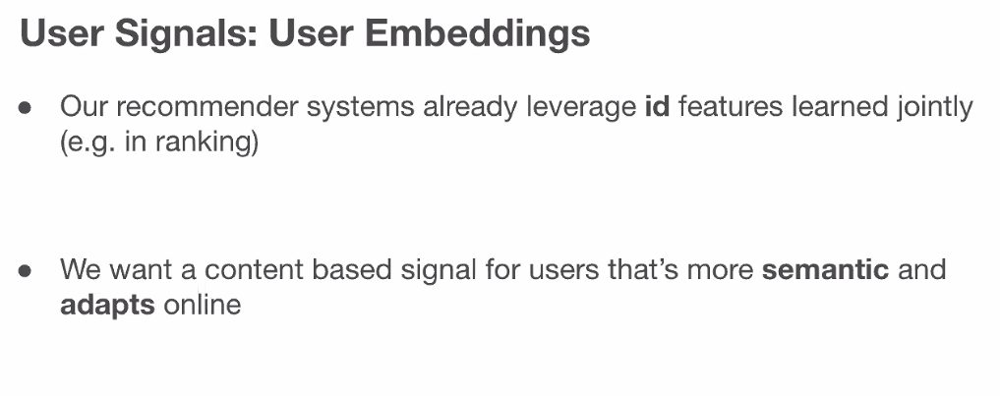 User Signals: User Embeddings
● Our recommender systems already leverage id features learned jointly
(e.g. in ranking)
● We want a content based signal for users that's more semantic and
adapts online